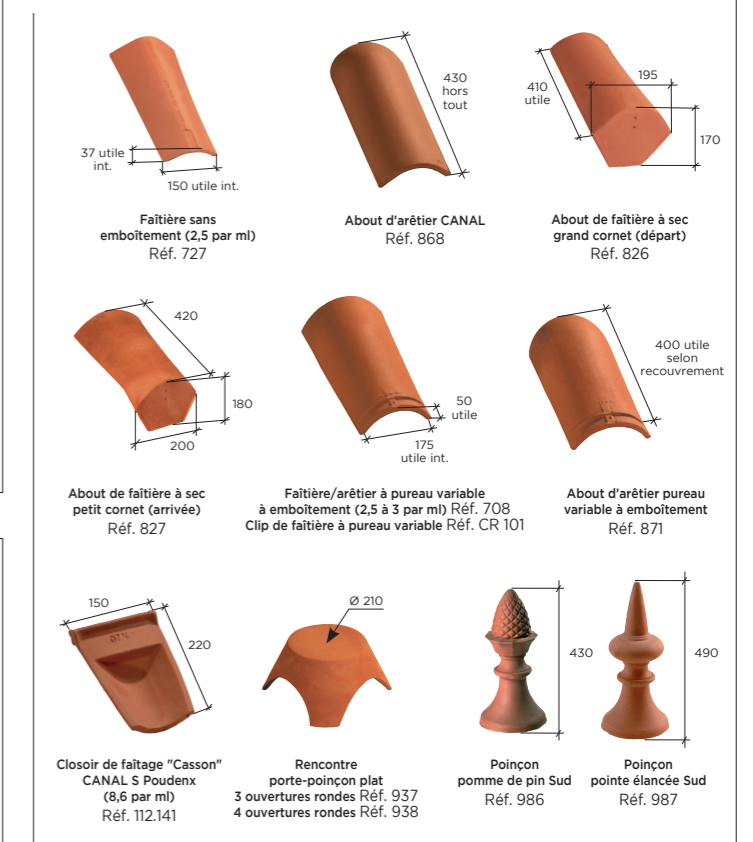 37 utile
int.
150 utile int.
Faîtière sans
emboîtement (2,5 par ml)
Réf. 727
430
hors
tout
About d'arêtier CANAL
Réf. 868
410
utile
195
170
About de faîtière à sec
grand cornet (départ)
Réf. 826
420
180
200
About de faîtière à sec
petit cornet (arrivée)
Réf. 827
50
utile
175
utile int.
Faîtière/arêtier à pureau variable
à emboîtement (2,5 à 3 par ml) Réf. 708
Clip de faîtière à pureau variable Réf. CR 101
400 utile
selon
recouvrement
About d'arêtier pureau
variable à emboîtement
Réf. 871
150
220
Closoir de faîtage "Casson"
CANAL S Poudenx
(8,6 par ml)
Réf. 112.141
Ø 210
Rencontre
porte-poinçon plat
3 ouvertures rondes Réf. 937
4 ouvertures rondes Réf. 938
430
Poinçon
pomme de pin Sud
Réf. 986
490
Poinçon
pointe élancée Sud
Réf. 987